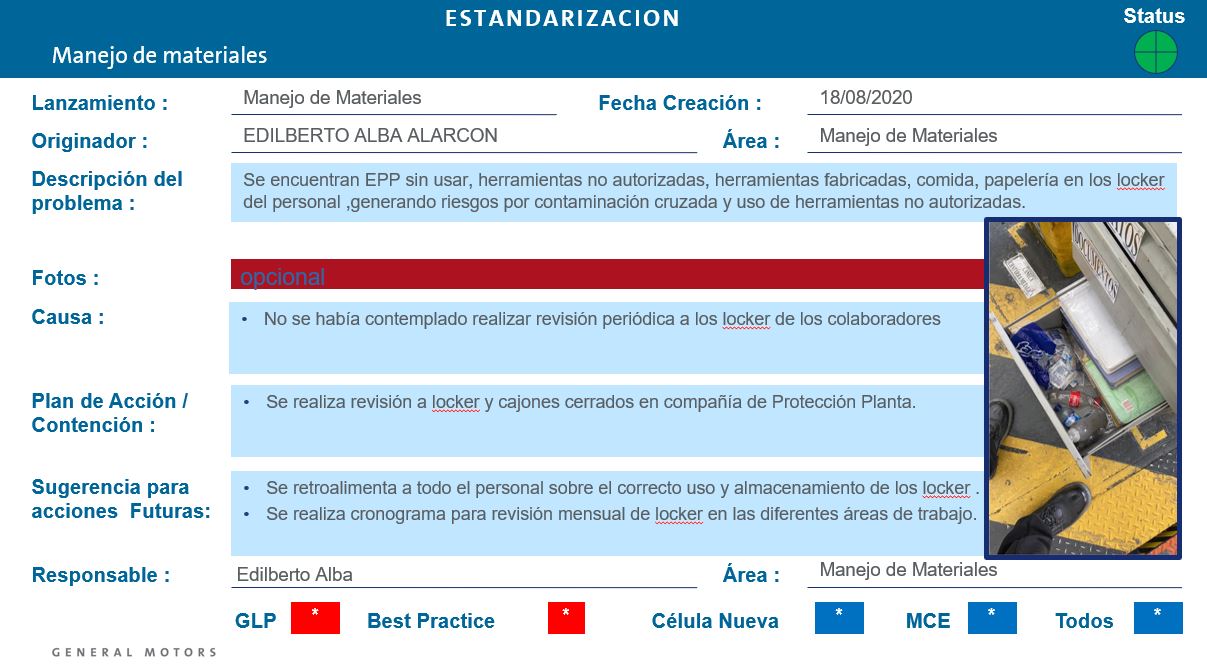 ESTANDARIZACION
Status
Manejo de materiales
Lanzamiento : Manejo de Materiales Fecha Creación : 18/08/2020
Originador : EDILBERTO ALBA ALARCON Área : Manejo de Materiales
Descripción del problema : Se encuentran EPP sin usar, herramientas no autorizadas, herramientas fabricadas, comida, papelería en los locker
del personal ,generando riesgos por contaminación cruzada y uso de herramientas no autorizadas.
Fotos : opcional
DOCUMENTOS
Causa : • No se había contemplado realizar revisión periódica a los locker de los colaboradores
Plan de Acción /
Contención :
• Se realiza revisión a locker y cajones cerrados en compañía de Protección Planta.
Sugerencia para
acciones Futuras:
• Se retroalimenta a todo el personal sobre el correcto uso y almacenamiento de los locker .
• Se realiza cronograma para revisión mensual de locker en las diferentes áreas de trabajo.
Responsable : Edilberto Alba Área : Manejo de Materiales
GLP * Best Practice * Célula Nueva * MCE * Todos *
GENERAL MOTORS